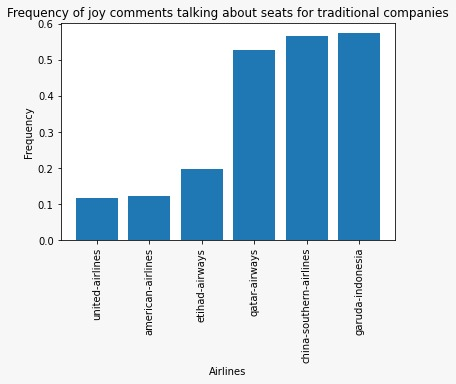 Frequency of joy comments talking about seats for traditional companies
0.6
0.5
0.4
0.3
0.2
0.1
0.0
Frequency
united-airlines
american-airlines
etihad-airways
qatar-airways
china-southern-airlines
garuda-indonesia
Airlines